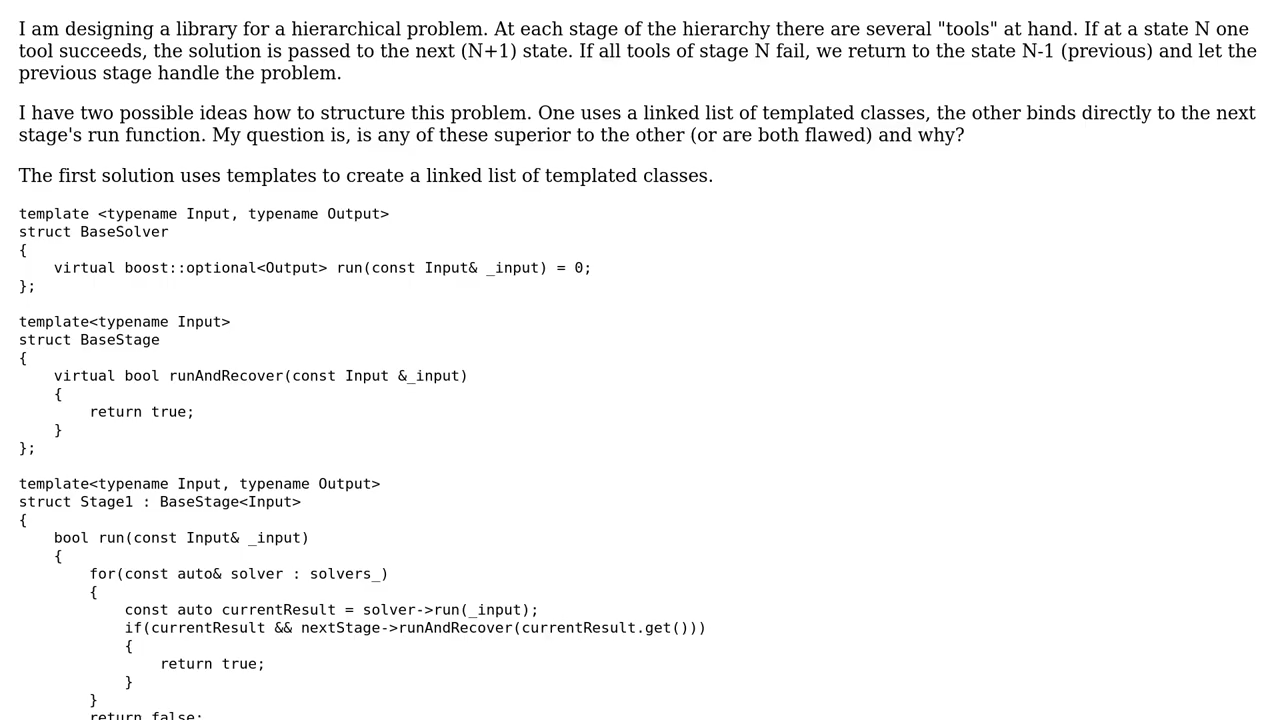 I am designing a library for a hierarchical problem. At each stage of the hierarchy there are several "tools" at hand. If at a state N one
tool succeeds, the solution is passed to the next (N+1) state. If all tools of stage N fail, we return to the state N-1 (previous) and let the
previous stage handle the problem.
I have two possible ideas how to structure this problem. One uses a linked list of templated classes, the other binds directly to the next
stage's run function. My question is, is any of these superior to the other (or are both flawed) and why?
The first solution uses templates to create a linked list of templated classes.
template <typename Input, typename Output>
struct BaseSolver
{
    virtual boost::optional<Output> run(const Input& _input) = 0;
};
template<typename Input>
struct BaseStage
{
    virtual bool runAndRecover(const Input &_input)
    {
        return true;
    }
};
template<typename Input, typename Output>
struct Stage1 : BaseStage<Input>
{
    bool run(const Input& _input)
    {
        for(const auto& solver : solvers_)
        {
            const auto currentResult = solver->run(_input);
            if(currentResult && nextStage->runAndRecover(currentResult.get()))
            {
                return true;
            }
        }
        return false;